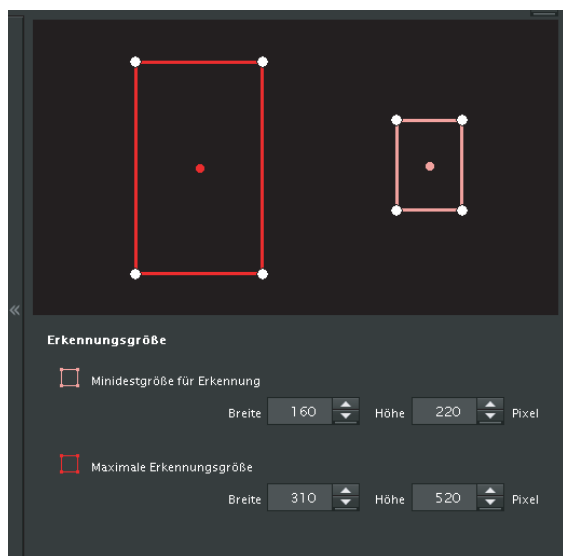 «
Erkennungsgröße
Minidestgröße für Erkennung
Breite 160 Höhe 220 Pixel
Maximale Erkennungsgröße
Breite 310 Höhe 520 Pixel